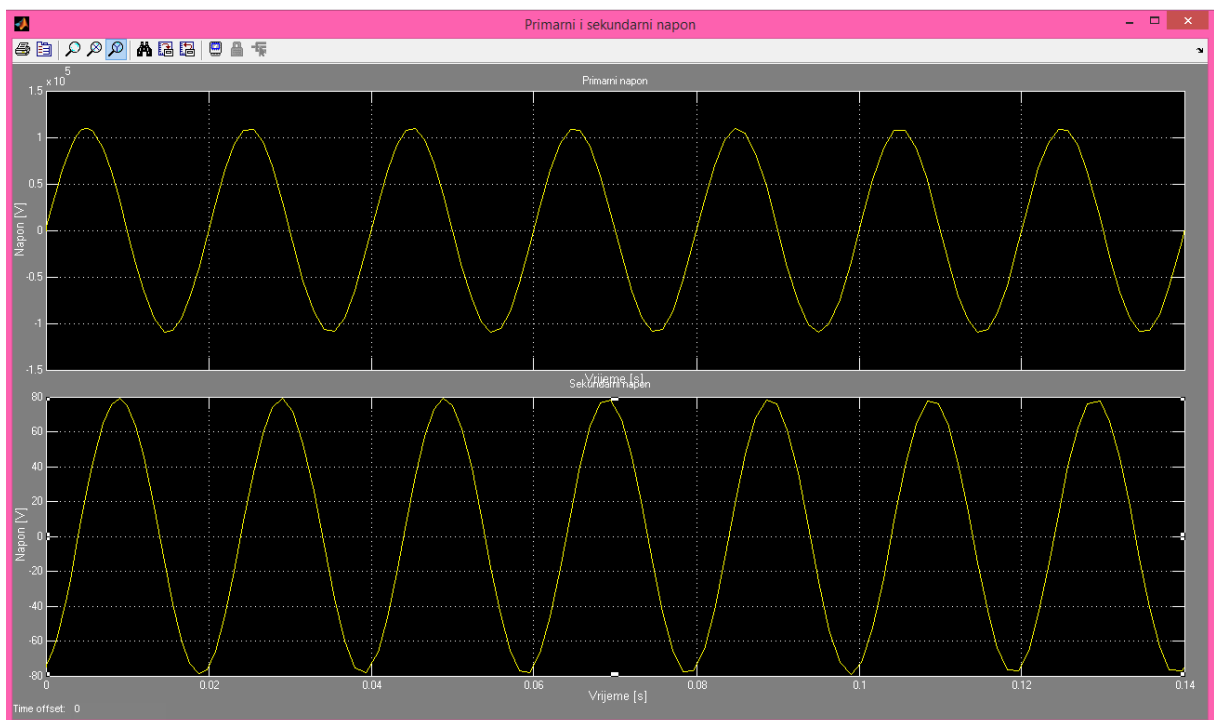 Primarni i sekundarni napon
x 10
5
Primarni napon
1.5
1
0.5
0
-0.5
-1
-1.5
Napon [V]
Vrijeme [s]
Sekundarni napon
80
60
40
20
0
-20
-40
-60
-80
Napon [V]
0 0.02 0.04 0.06 0.08 0.1 0.12 0.14
Vrijeme [s]
Time offset: 0